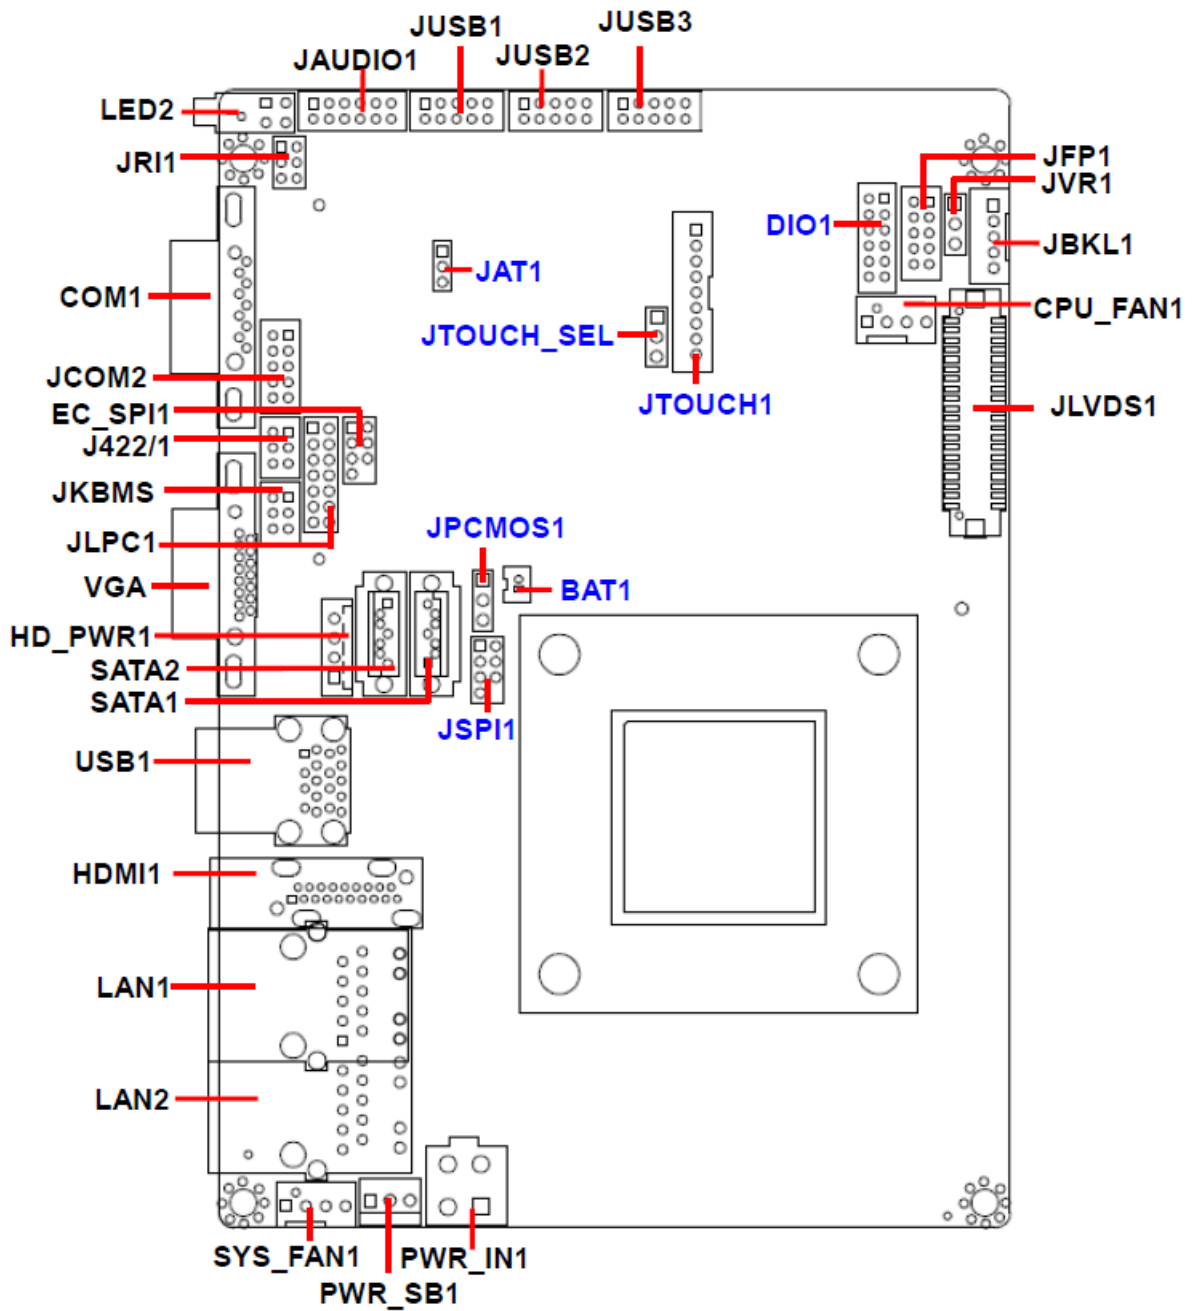 JUSB3
JUSB1
JUSB2
JAUDIO1
LED2
JRI1
JFP1
JVR1
DIO1
JBKL1
JAT1
COM1
CPU_FAN1
JTOUCH_SEL
JCOM2
JTOUCH1
JLVDS1
EC_SPI1
J422/1
JKBMS
JPCMOS1
JLPC1
VGA
BAT1
HD_PWR1
SATA2
SATA1
JSPI1
USB1
HDMI1
LAN1
LAN2
SYS_FAN1
PWR_IN1
PWR_SB1